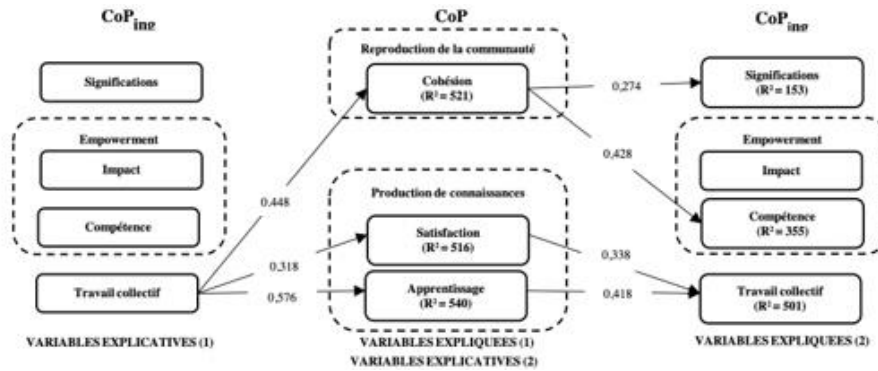 CoPing
CoP
CoPing
Significations
Empowerment
Impact
Compétence
Travail collectif
VARIABLES EXPLICATIVES (1)
Reproduction de la communauté
Cohésion
(R² = 521)
Production de connaissances
Satisfaction
(R² = 516)
Apprentissage
(R² = 540)
VARIABLES EXPLIQUEES (1)
VARIABLES EXPLICATIVES (2)
0.448
0,318
0,576
0,274
0,428
0,338
0,418
Significations
(R² = 153)
Empowerment
Impact
Compétence
(R² = 355)
Travail collectif
(R² = 501)
VARIABLES EXPLIQUEES (2)